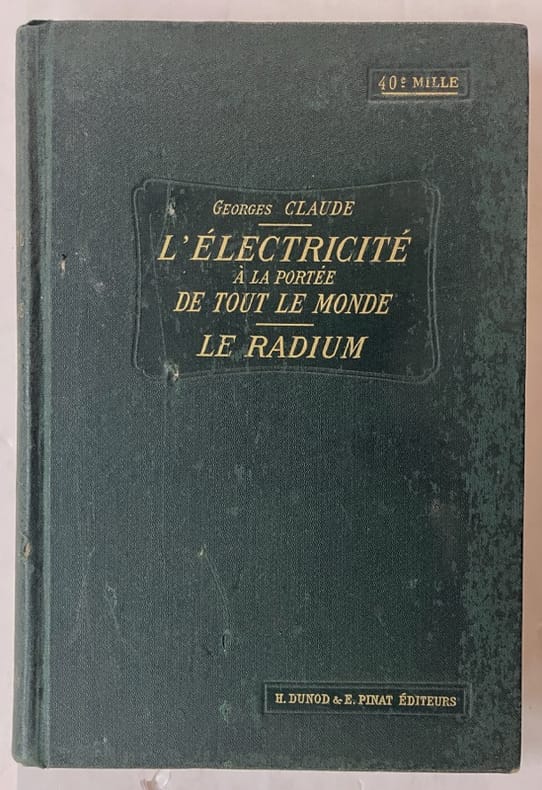 40e MILLE
GEORGES CLAUDE
L'ÉLECTRICITÉ
À LA PORTÉE
DE TOUT LE MONDE
LE RADIUM
H. DUNOD & E. PINAT ÉDITEURS